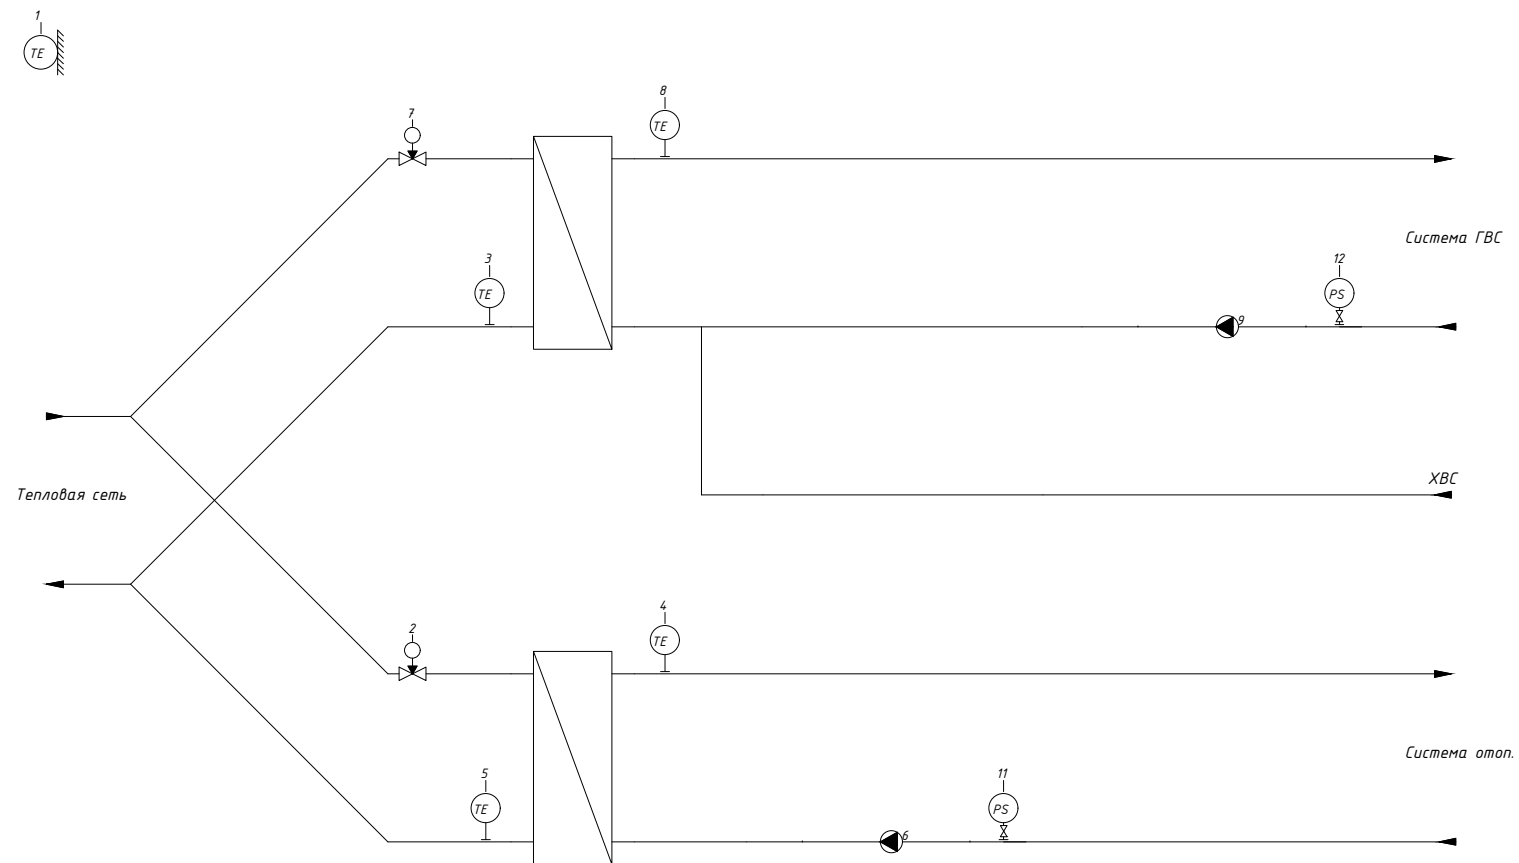 1
TE
7
8
TE
Система ГВС
3
TE
12
PS
9
Тепловая сеть
ХВС
2
4
TE
Система отоп.
5
TE
11
PS
6